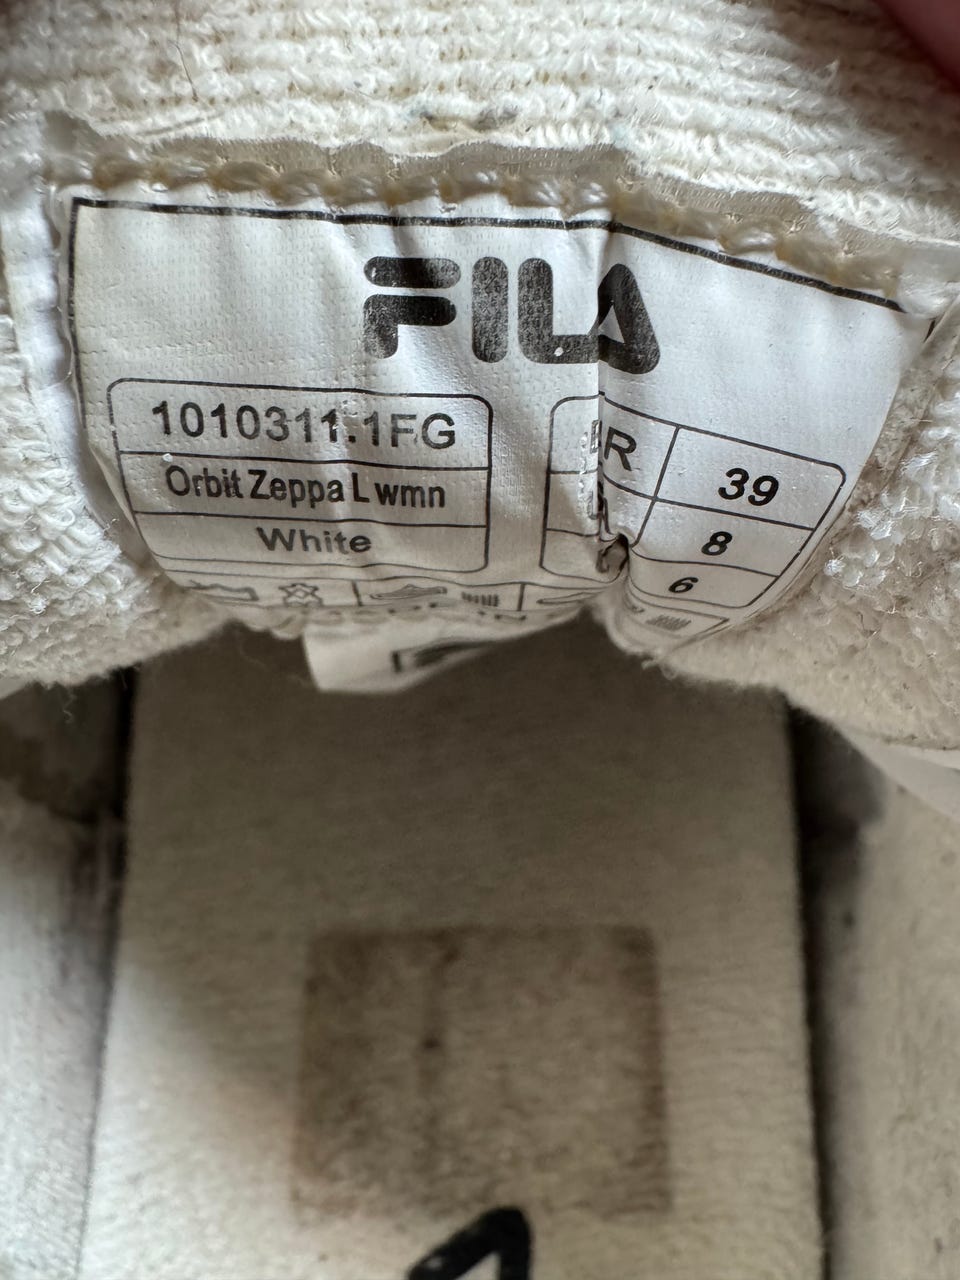 FILA
1010311.1FG
Orbit Zeppa L wmn
White
39
8
6